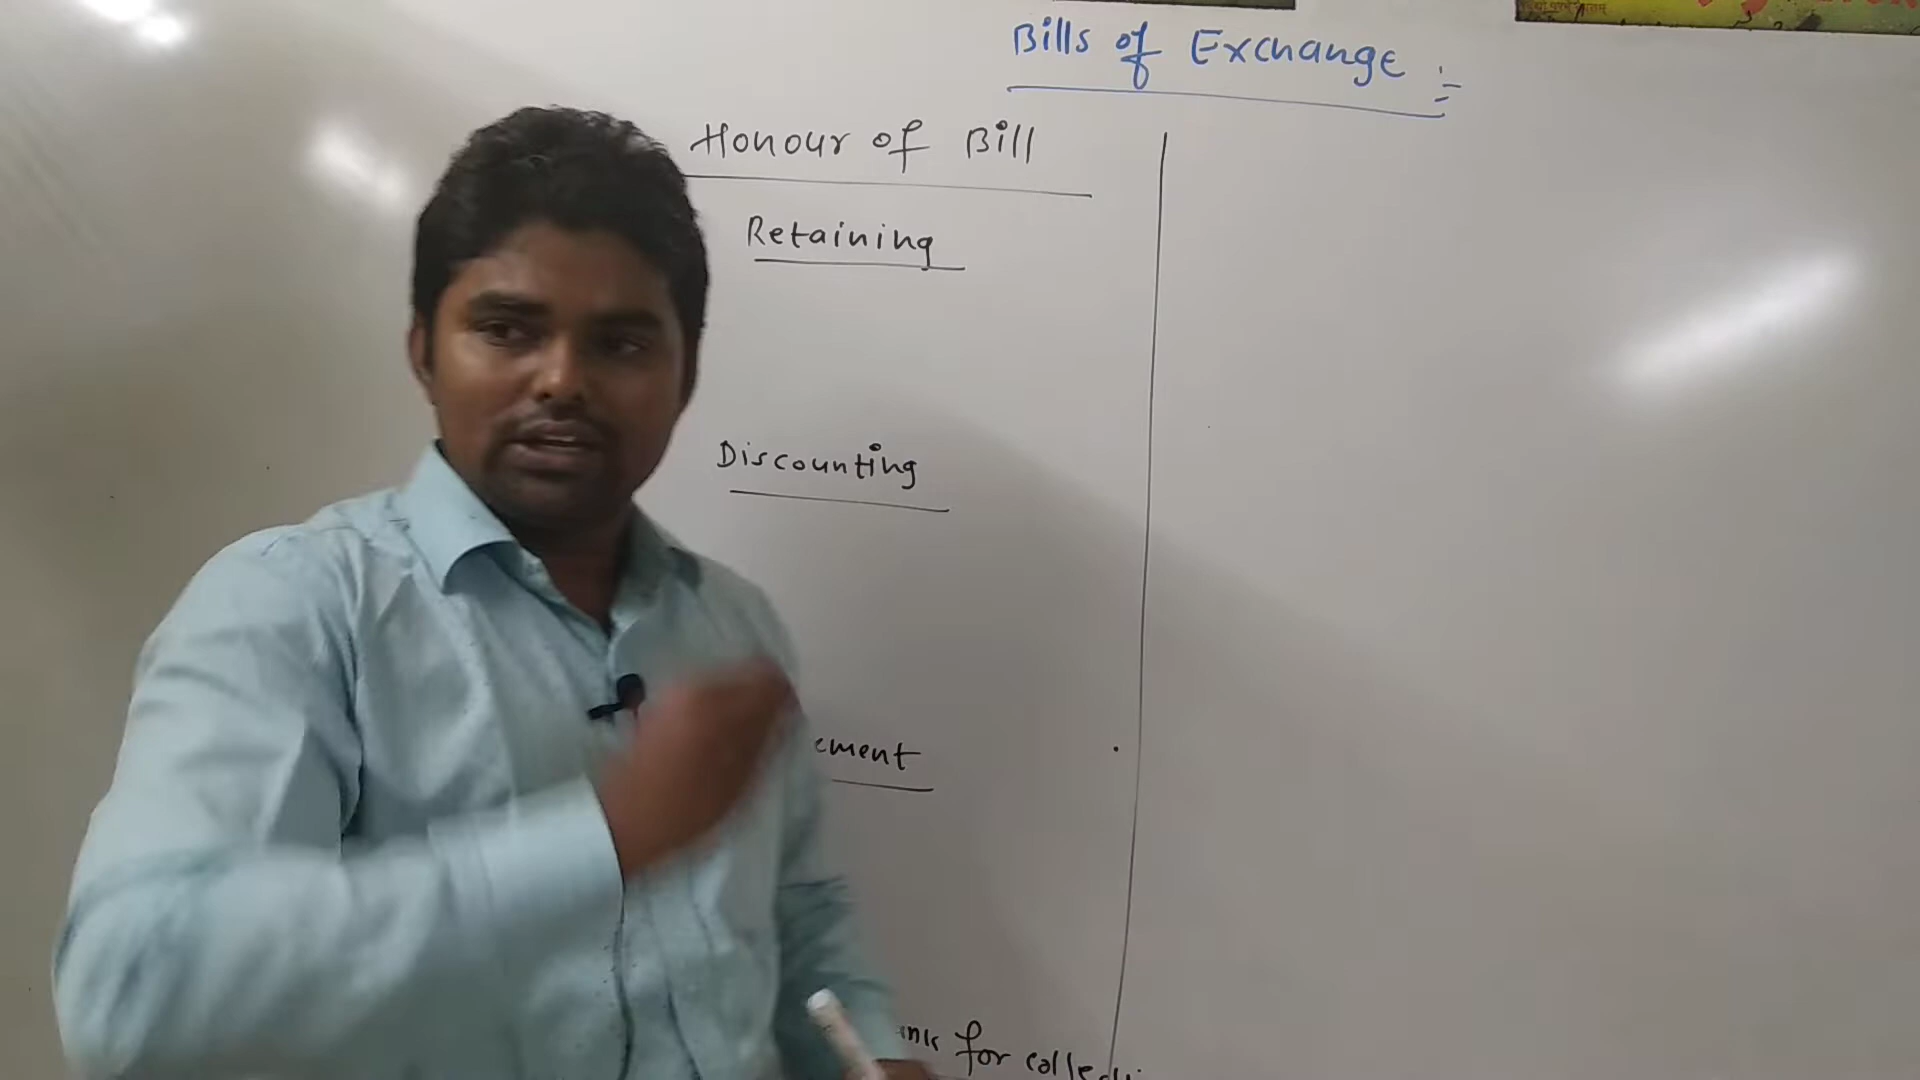 Bills of Exchange :=
Honour of Bill
Retaining
Discounting
ement
for